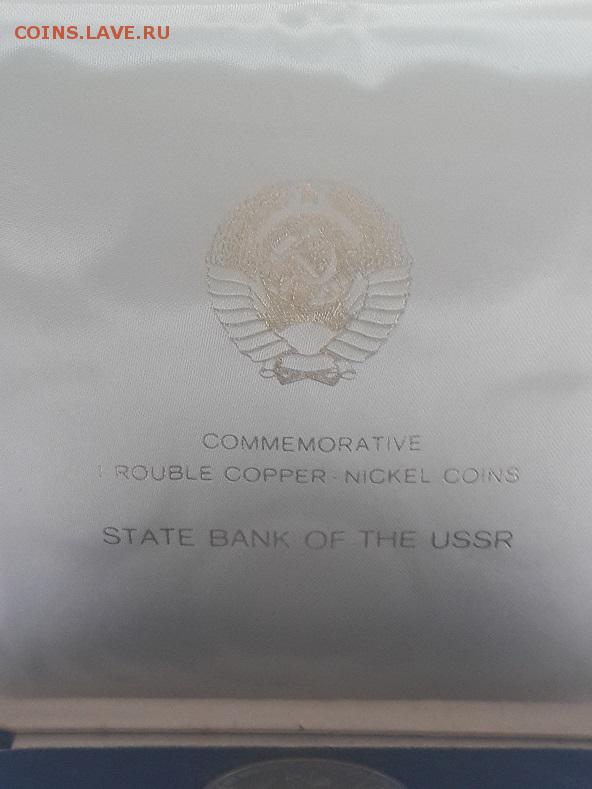 COINS.LAVE.RU
COMMEMORATIVE
1 ROUBLE COPPER-NICKEL COINS
STATE BANK OF THE USSR